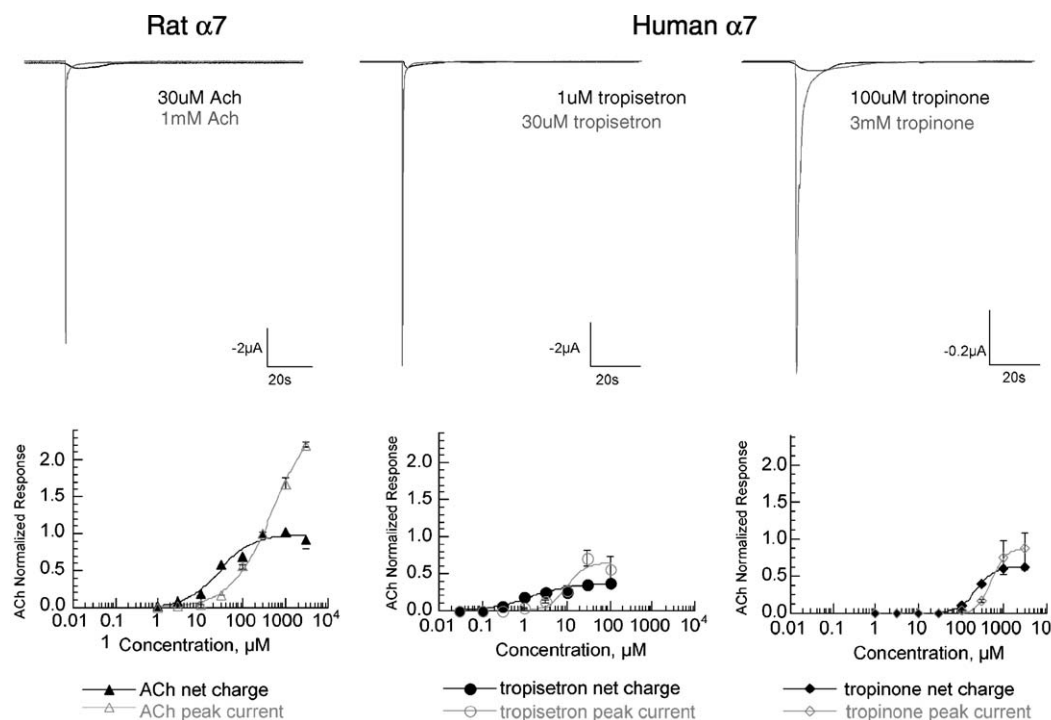 Rat α7
Human α7
30uM Ach
1mM Ach
1uM tropisetron
30uM tropisetron
100uM tropinone
3mM tropinone
-2µA
20s
-2µA
20s
-0.2µA
20s
ACh Normalized Response
2.0
1.5
1.0
0.5
0.0
0.01 0.1 10 100 1000 10⁴
1
Concentration, µM
ACh net charge
ACh peak current
ACh Normalized Response
2.0
1.5
1.0
0.5
0.0
0.01 0.1 1 10 100 1000 10⁴
Concentration, µM
tropisetron net charge
tropisetron peak current
ACh Normalized Response
2.0
1.5
1.0
0.5
0.0
0.01 0.1 1 10 100 1000 10⁴
Concentration, µM
tropinone net charge
tropinone peak current